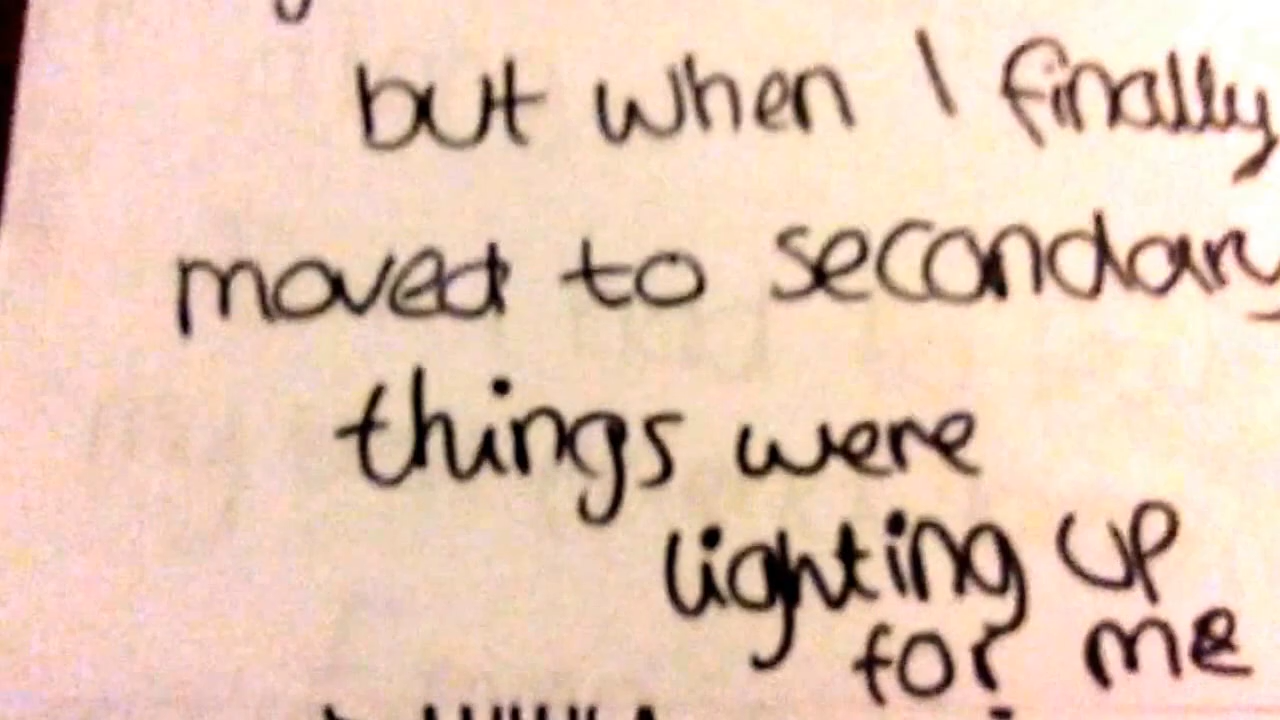 but when I finally
moved to secondary
things were
lighting up
for me